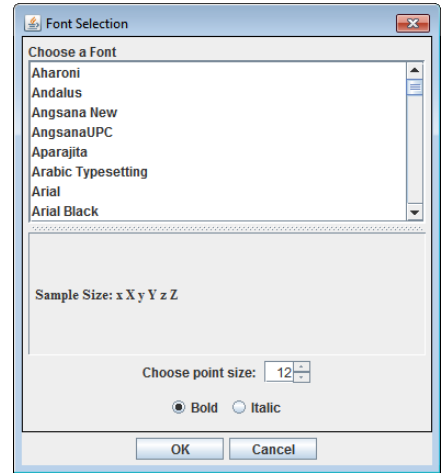 Font Selection
Choose a Font
Aharoni
Andalus
Angsana New
AngsanaUPC
Aparajita
Arabic Typesetting
Arial
Arial Black
Sample Size: x X y Y z Z
Choose point size: 12
Bold Italic
OK Cancel